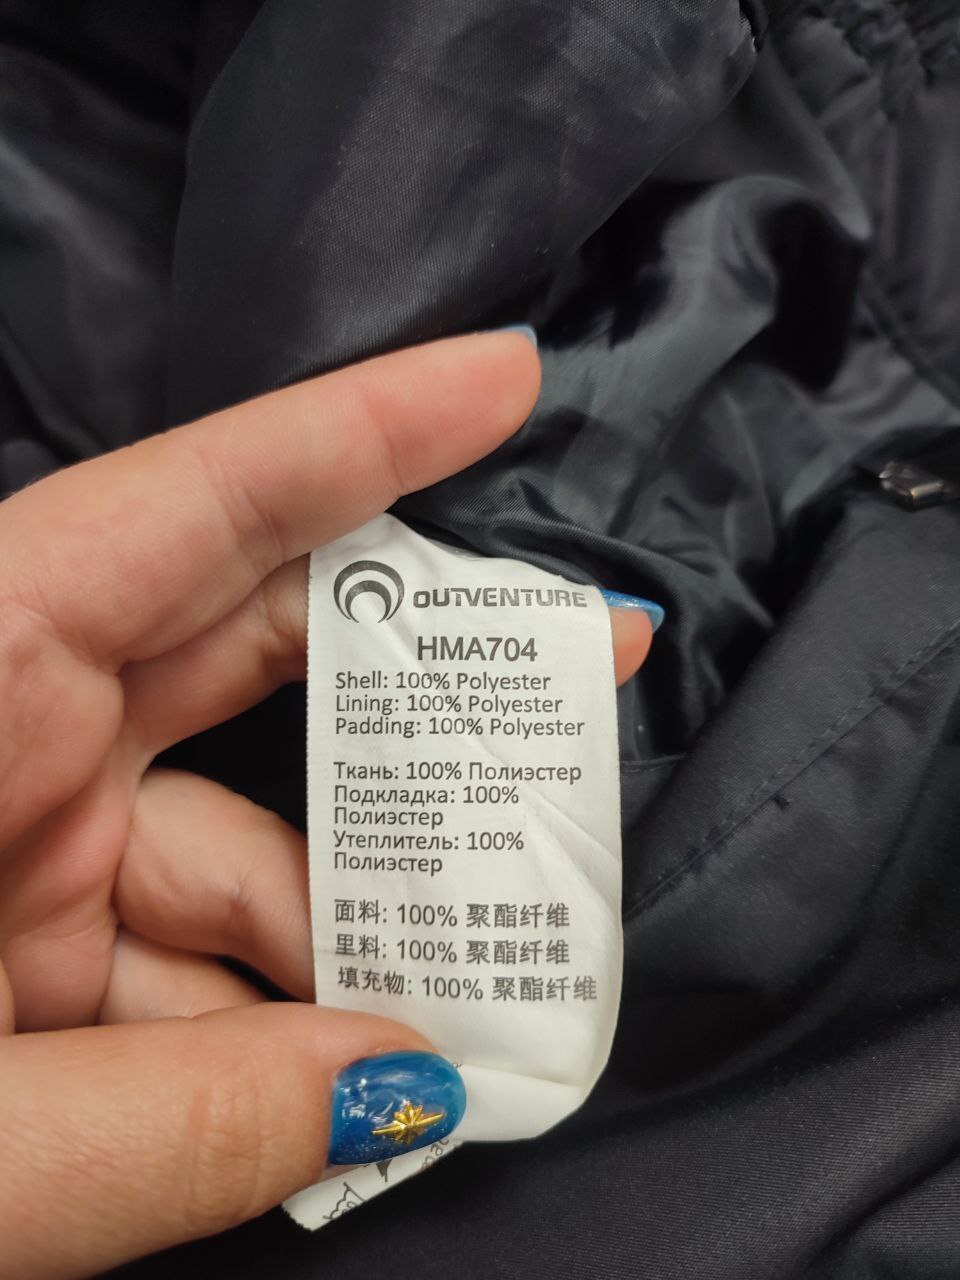 OUTVENTURE
HMA704
Shell: 100% Polyester
Lining: 100% Polyester
Padding: 100% Polyester
Ткань: 100% Полиэстер
Подкладка: 100%
Полиэстер
Утеплитель: 100%
Полиэстер
面料: 100% 聚酯纤维
里料: 100% 聚酯纤维
填充物: 100% 聚酯纤维